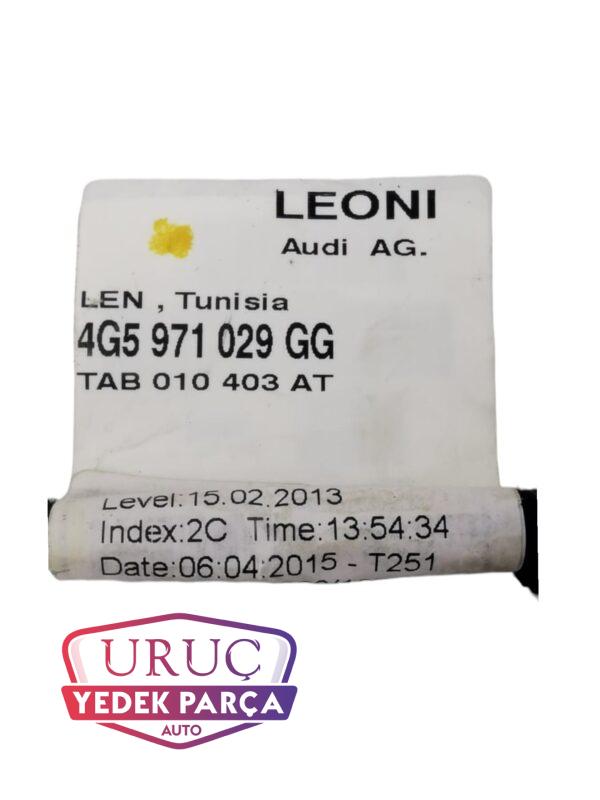 LEONI
Audi AG.
LEN , Tunisia
4G5 971 029 GG
TAB 010 403 AT
Level:15.02.2013
Index:2C Time:13:54:34
Date:06:04:2015 - T251
URUÇ
YEDEK PARÇA
AUTO